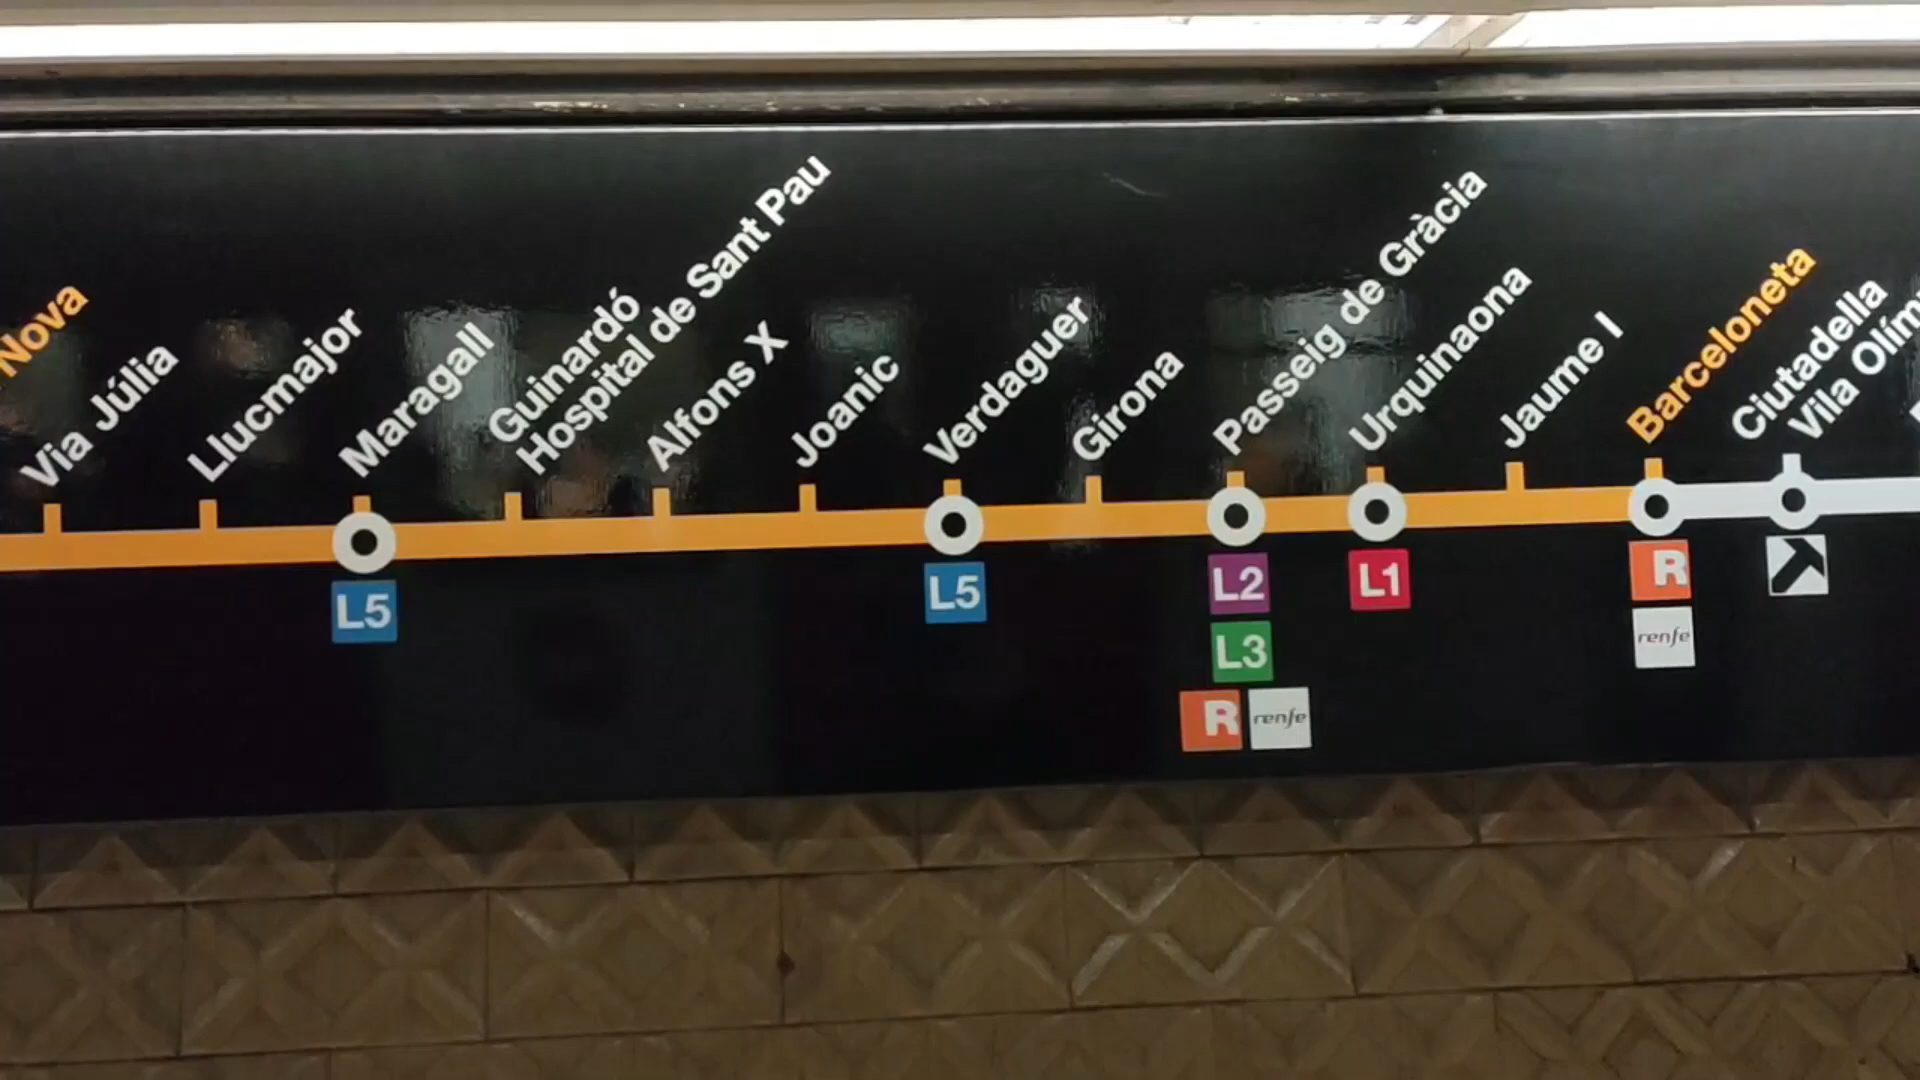 Nova
Via Júlia
Llucmajor
Maragall
Guinardó
Hospital de Sant Pau
Alfons X
Joanic
Verdaguer
Girona
Passeig de Gràcia
Urquinaona
Jaume I
Barceloneta
Ciutadella
Vila Olím
L5
L5
L2
L3
R renfe
L1
R
renfe